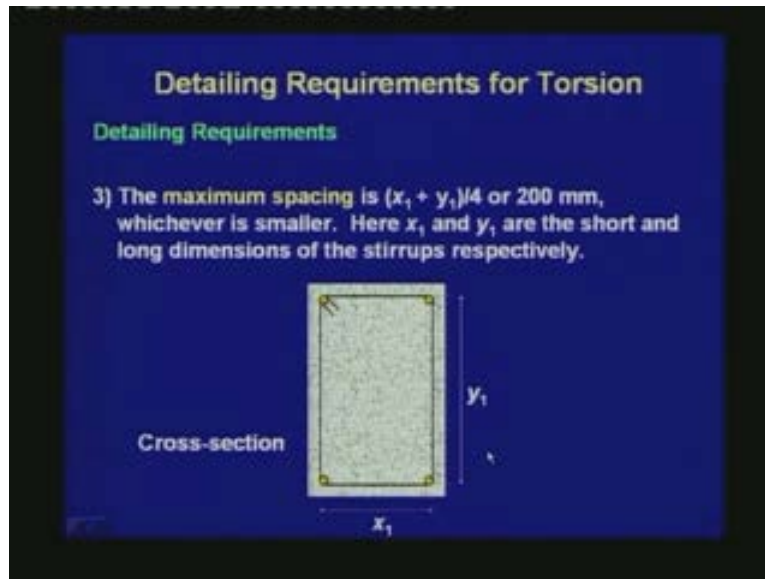 Detailing Requirements for Torsion
Detailing Requirements
3) The maximum spacing is (x₁ + y₁)/4 or 200 mm,
whichever is smaller. Here x₁ and y₁ are the short and
long dimensions of the stirrups respectively.
y₁
Cross-section
x₁